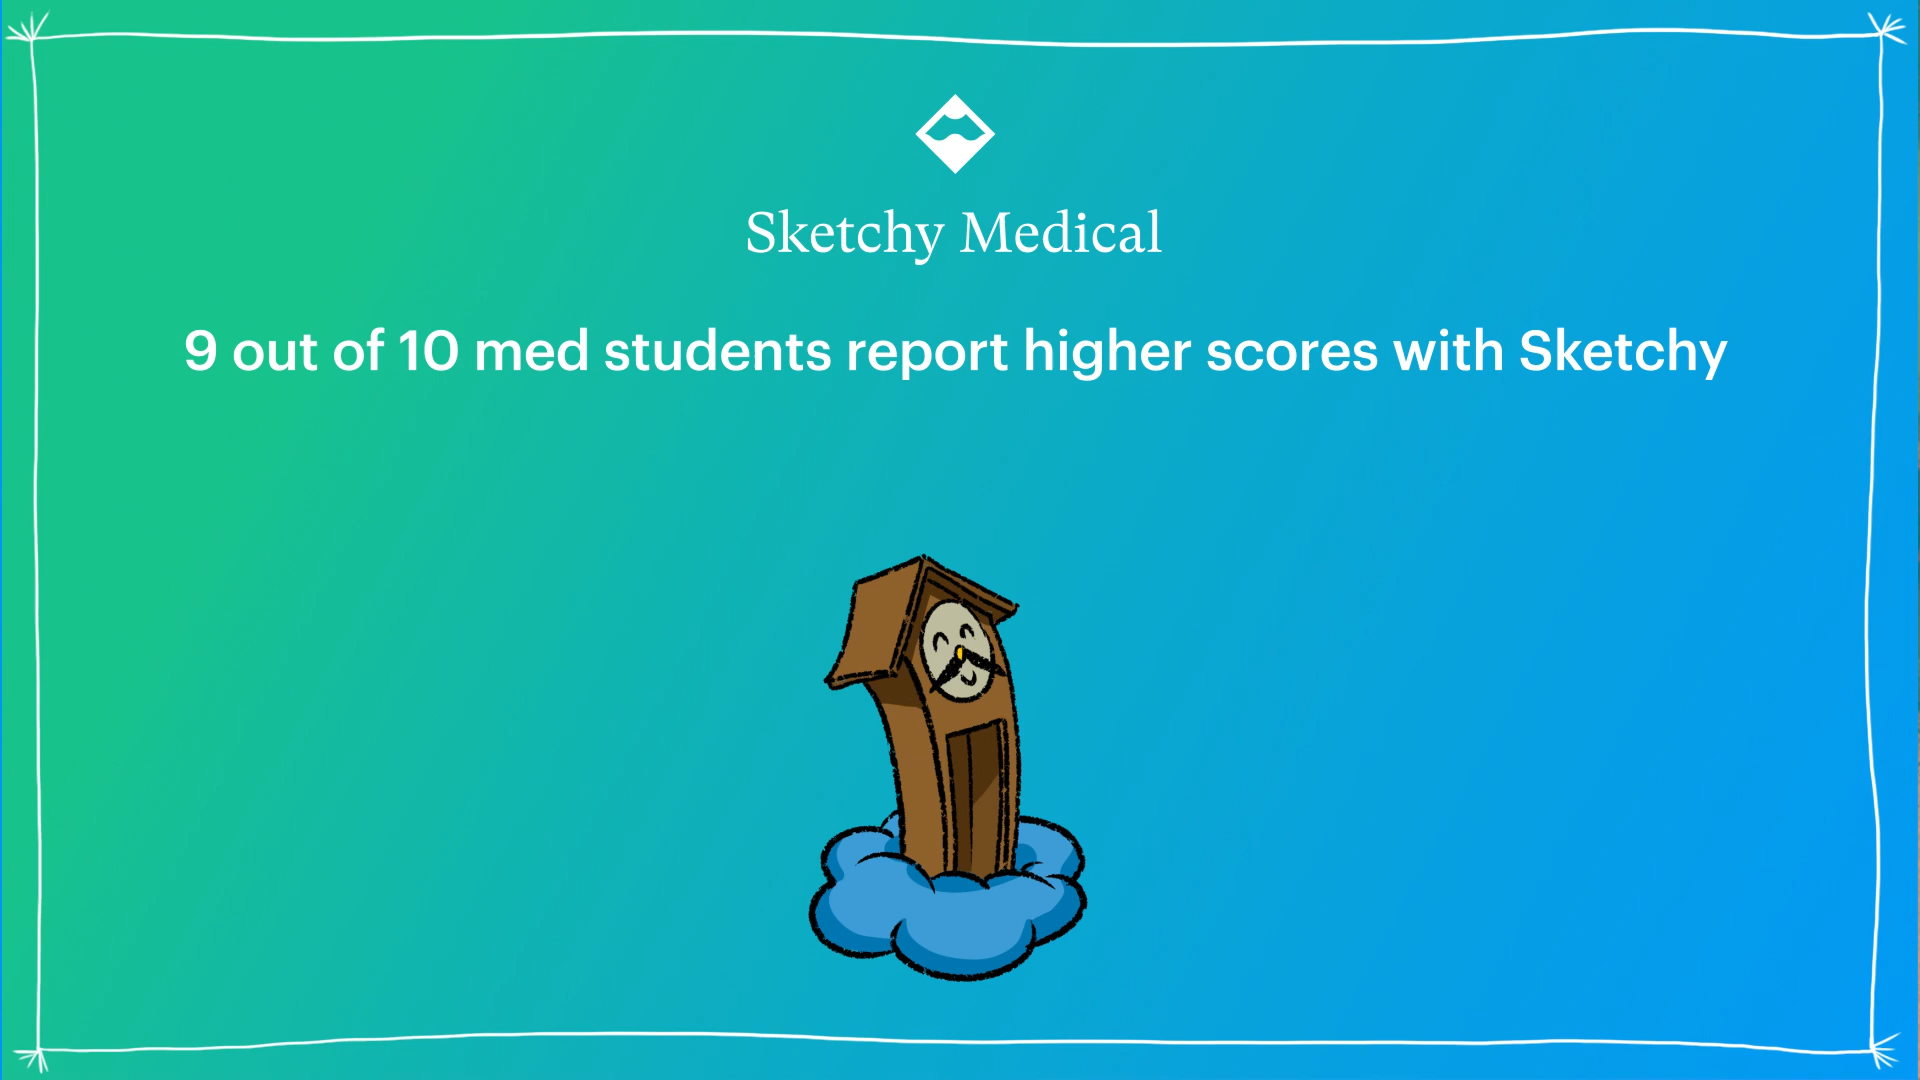 Sketchy Medical
9 out of 10 med students report higher scores with Sketchy